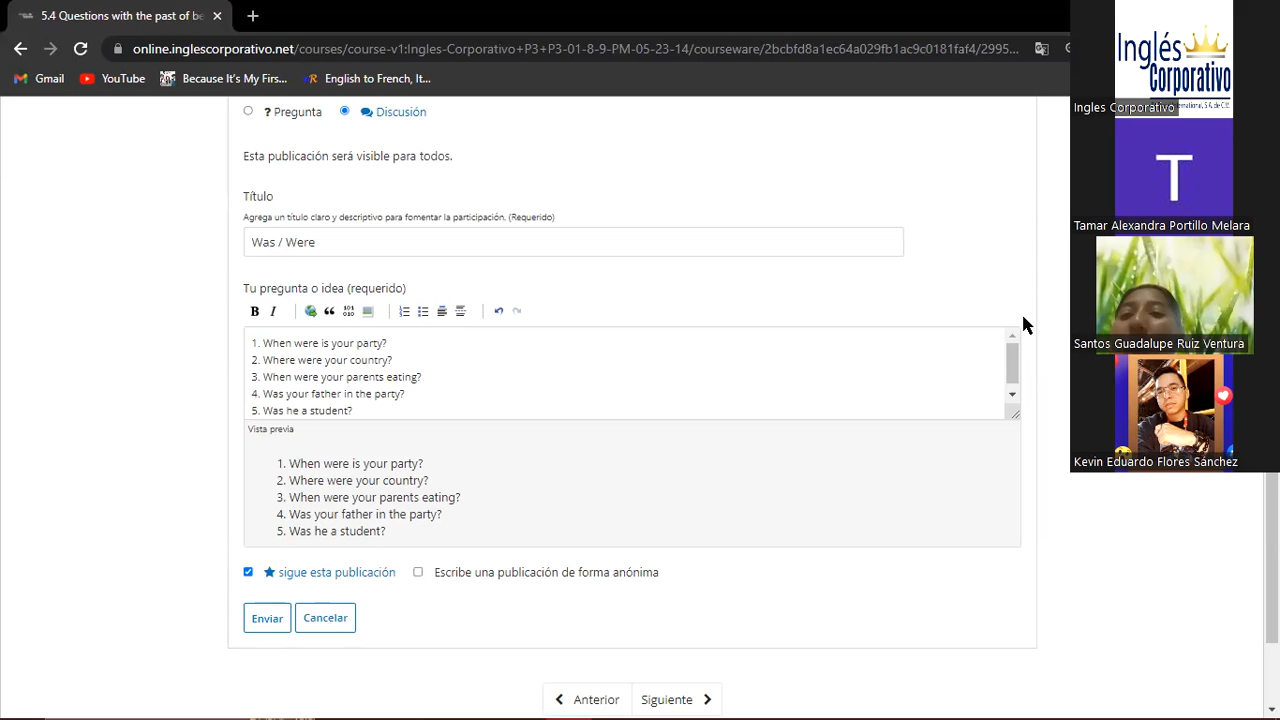 5.4 Questions with the past of be
online.inglescorporativo.net/courses/course-v1:Ingles-Corporativo+P3+P3-01-8-9-PM-05-23-14/courseware/2bcbfd8a1ec64a029fb1aeb0181faf4/2995...
Gmail
YouTube
Because It's My Firs...
English to French, It...
? Pregunta
Discusión
Esta publicación será visible para todos.
Título
Agrega un título claro y descriptivo para fomentar la participación. (Requerido)
Was / Were
Tu pregunta o idea (requerido)
B I
1. When were is your party?
2. Where were your country?
3. When were your parents eating?
4. Was your father in the party?
5. Was he a student?
Vista previa
1. When were is your party?
2. Where were your country?
3. When were your parents eating?
4. Was your father in the party?
5. Was he a student?
sigue esta publicación
Escribe una publicación de forma anónima
Enviar
Cancelar
Anterior
Siguiente
Inglés
Corporativo
Ingles Corporativo
T
Tamar Alexandra Portillo Melara
Santos Guadalupe Ruiz Ventura
Kevin Eduardo Flores Sánchez